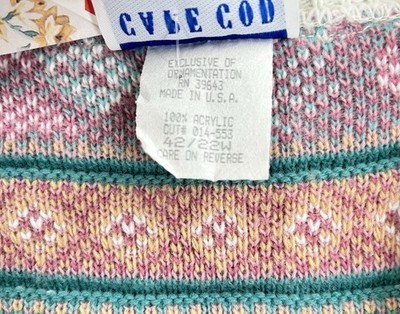 CAPE COD
EXCLUSIVE OF
ORNAMENTATION
RN 39643
MADE IN U.S.A.
100% ACRYLIC
CUT# 014-553
42/22W
CARE ON REVERSE